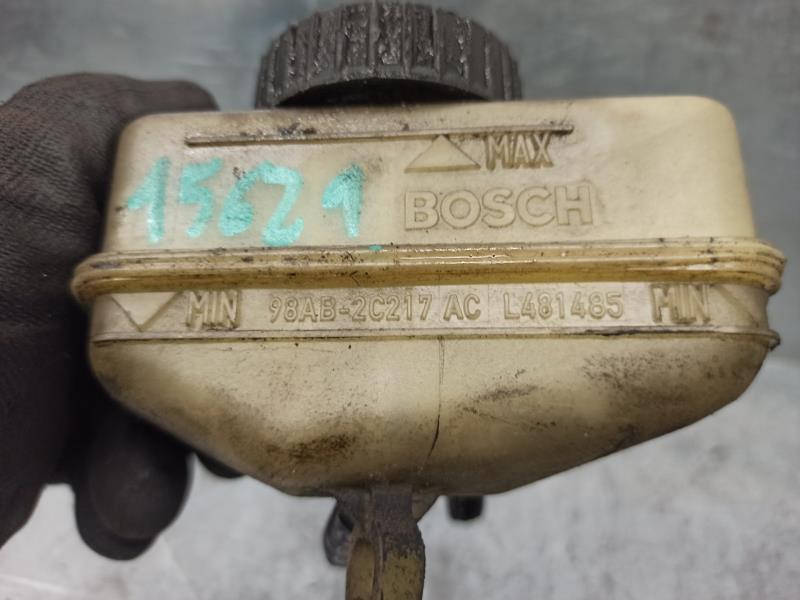 MAX
15621
BOSCH
MIN 98AB-2C217 AC L481485 MIN